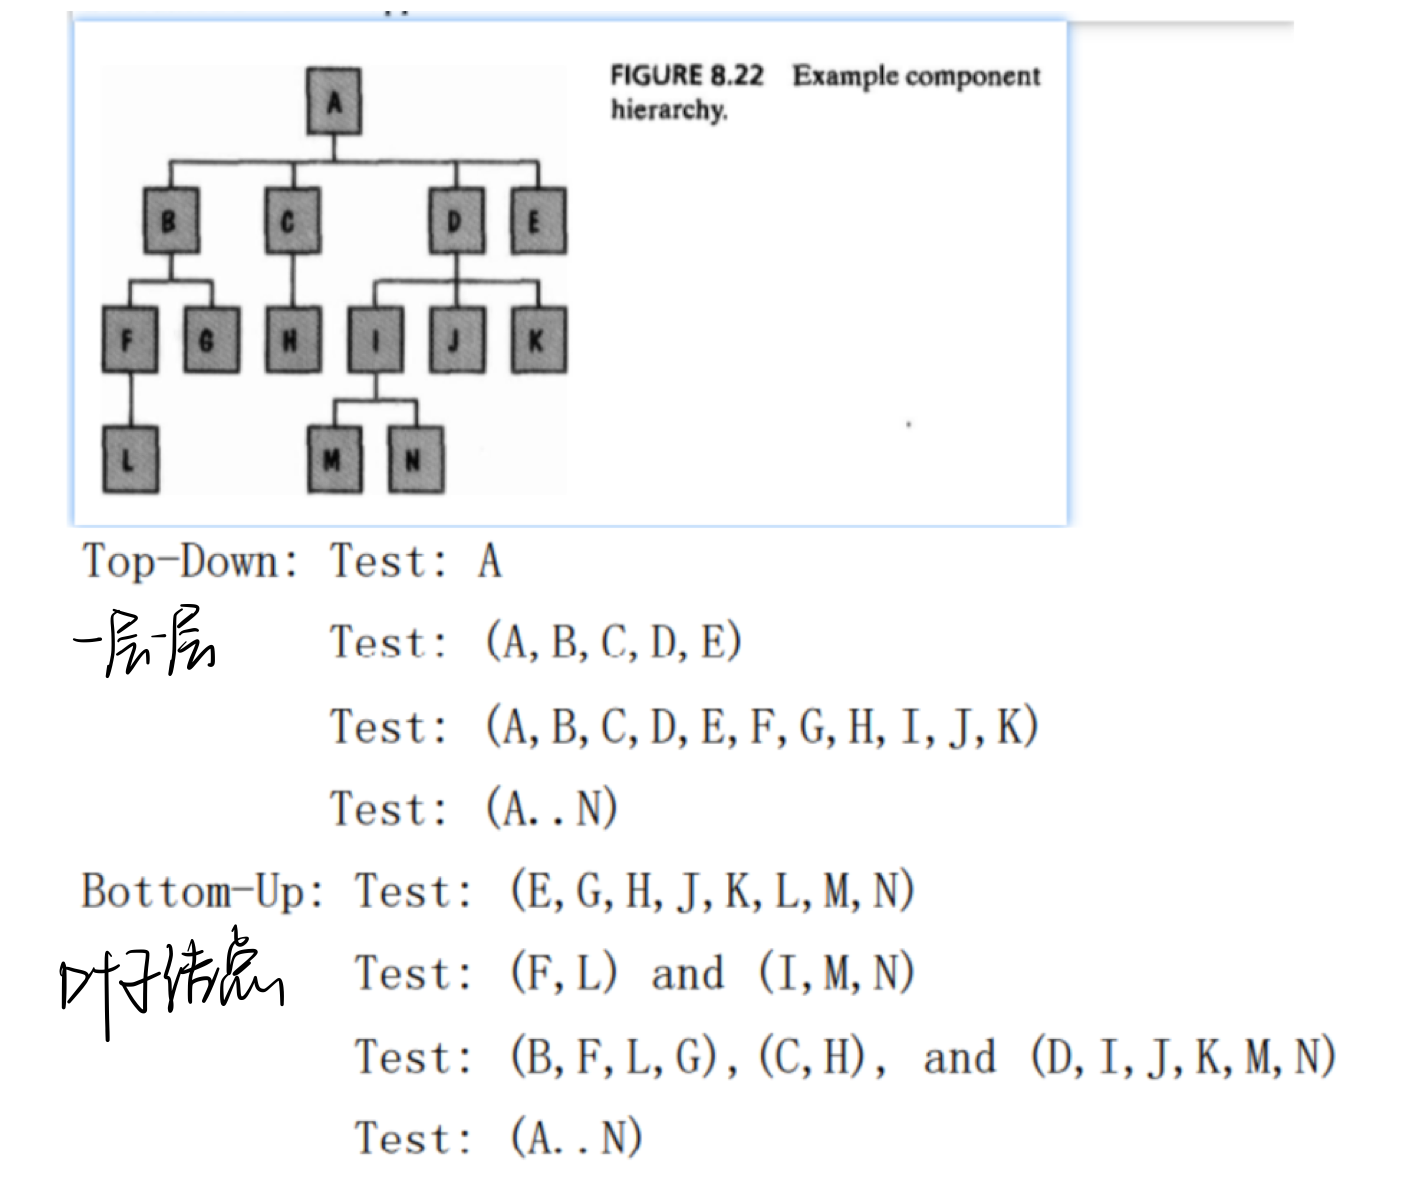 A
FIGURE 8.22 Example component
hierarchy.
B C D E
F G H I J K
L M N
Top-Down: Test: A
一层一层
Test: (A, B, C, D, E)
Test: (A, B, C, D, E, F, G, H, I, J, K)
Test: (A..N)
Bottom-Up: Test: (E, G, H, J, K, L, M, N)
叶子结点
Test: (F, L) and (I, M, N)
Test: (B, F, L, G), (C, H), and (D, I, J, K, M, N)
Test: (A..N)